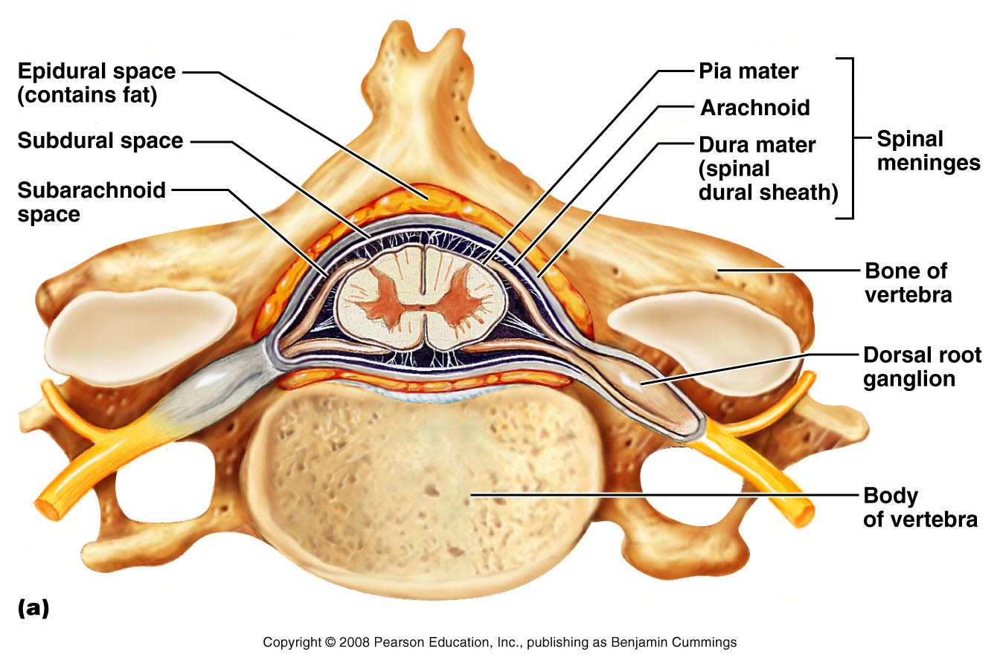 Epidural space
(contains fat)
Subdural space
Subarachnoid
space
Pia mater
Arachnoid
Dura mater
(spinal
dural sheath)
Spinal
meninges
Bone of
vertebra
Dorsal root
ganglion
Body
of vertebra
(a)
Copyright © 2008 Pearson Education, Inc., publishing as Benjamin Cummings